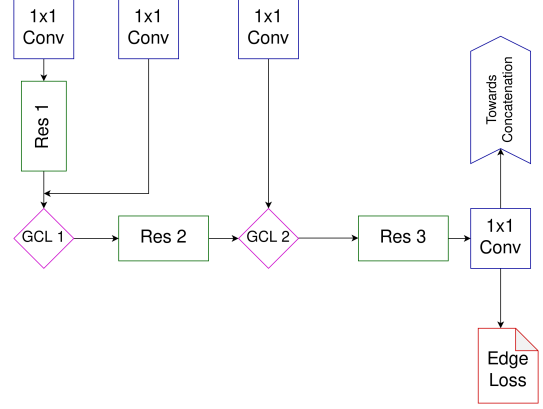 1x1
Conv
1x1
Conv
1x1
Conv
Res 1
Towards
Concatenation
GCL 1
Res 2
GCL 2
Res 3
1x1
Conv
Edge
Loss